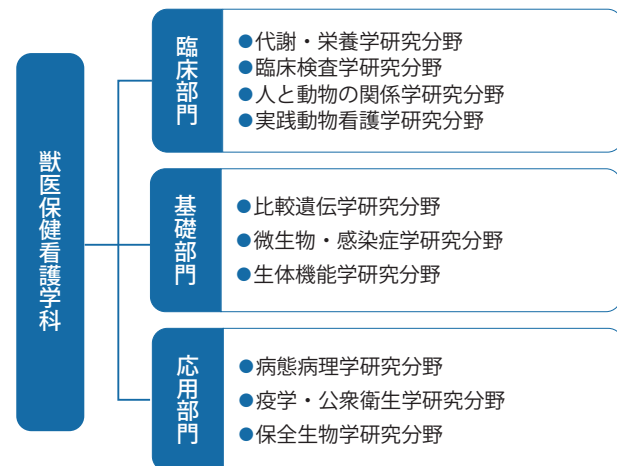 獣医保健看護学科
臨床部門
●代謝・栄養学研究分野
●臨床検査学研究分野
●人と動物の関係学研究分野
●実践動物看護学研究分野
基礎部門
●比較遺伝学研究分野
●微生物・感染症学研究分野
●生体機能学研究分野
応用部門
●病態病理学研究分野
●疫学・公衆衛生学研究分野
●保全生物学研究分野